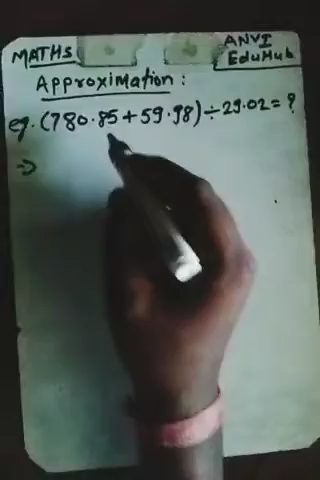 MATHS
ANVI
EduHub
Approximation :
eg. (780.85 + 59.98) ÷ 29.02 = ?
⇒